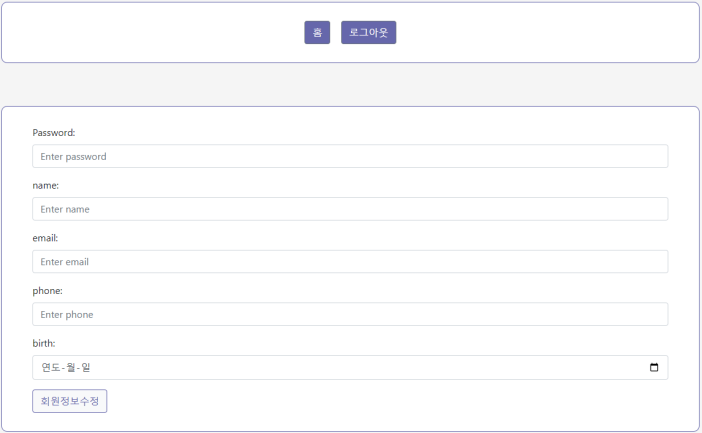 홈 로그아웃
Password:
Enter password
name:
Enter name
email:
Enter email
phone:
Enter phone
birth:
연도-월-일
회원정보수정